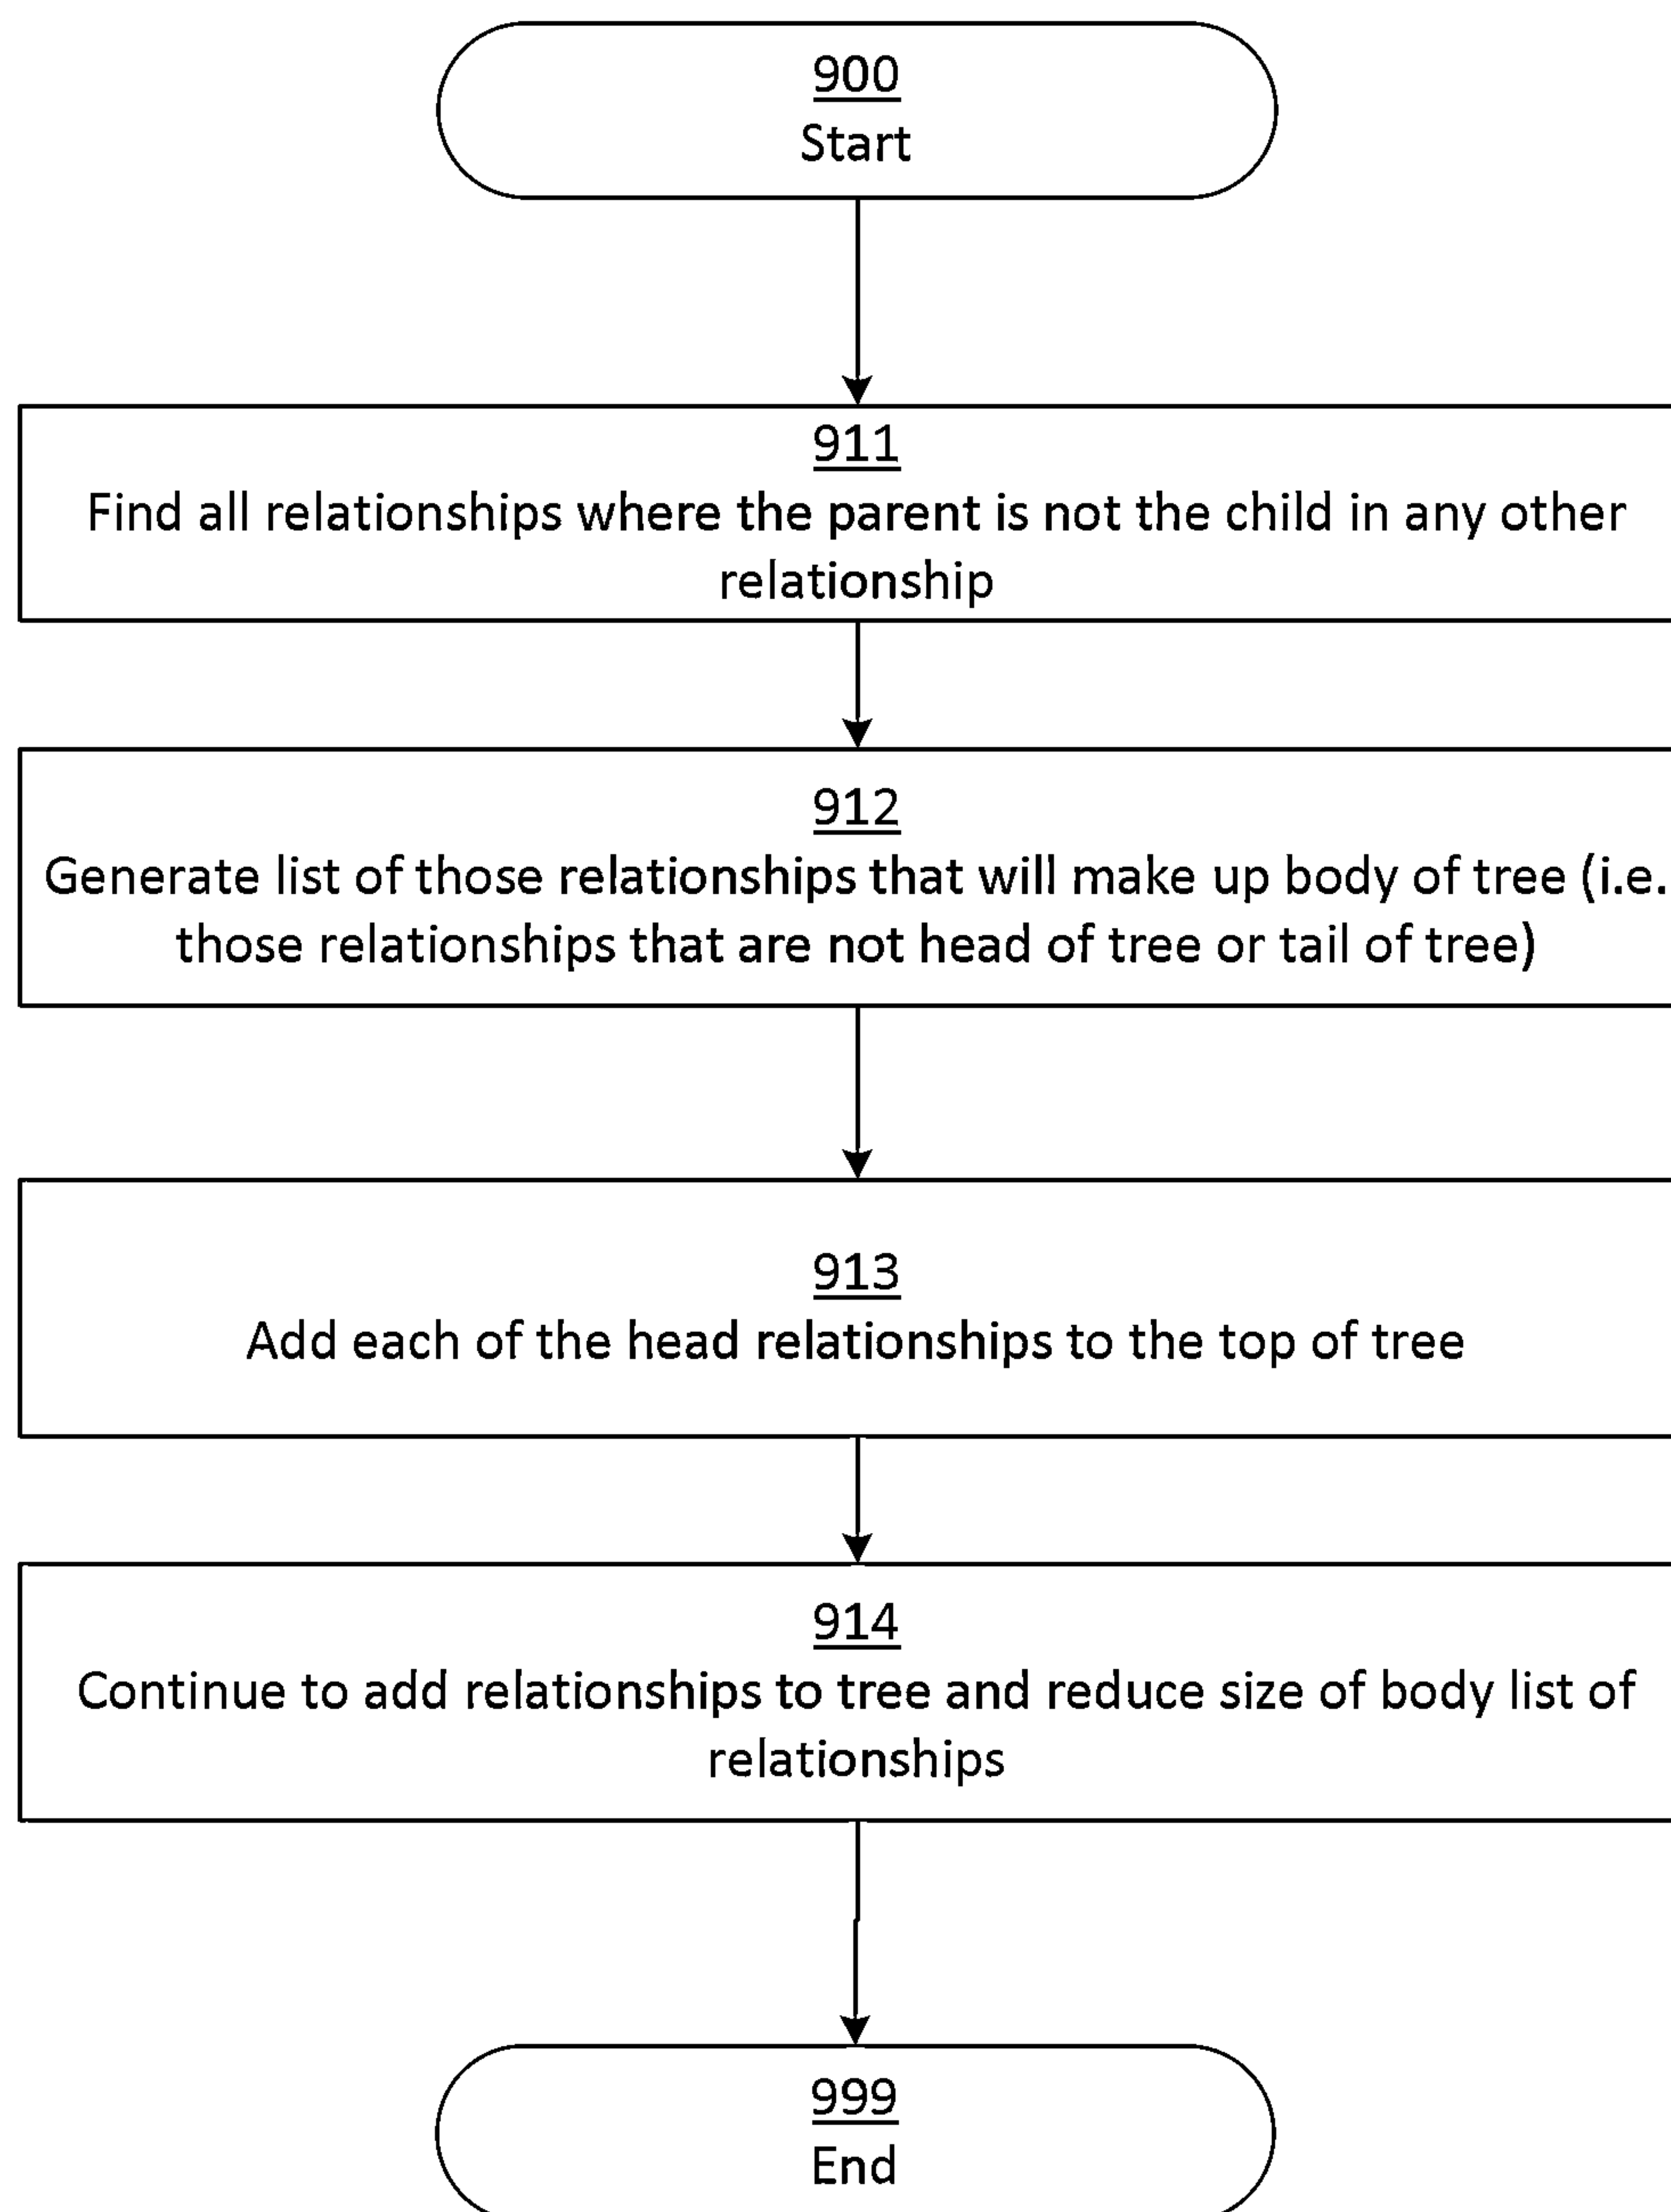 900
Start
911
Find all relationships where the parent is not the child in any other
relationship
912
Generate list of those relationships that will make up body of tree (i.e.
those relationships that are not head of tree or tail of tree)
913
Add each of the head relationships to the top of tree
914
Continue to add relationships to tree and reduce size of body list of
relationships
999
End